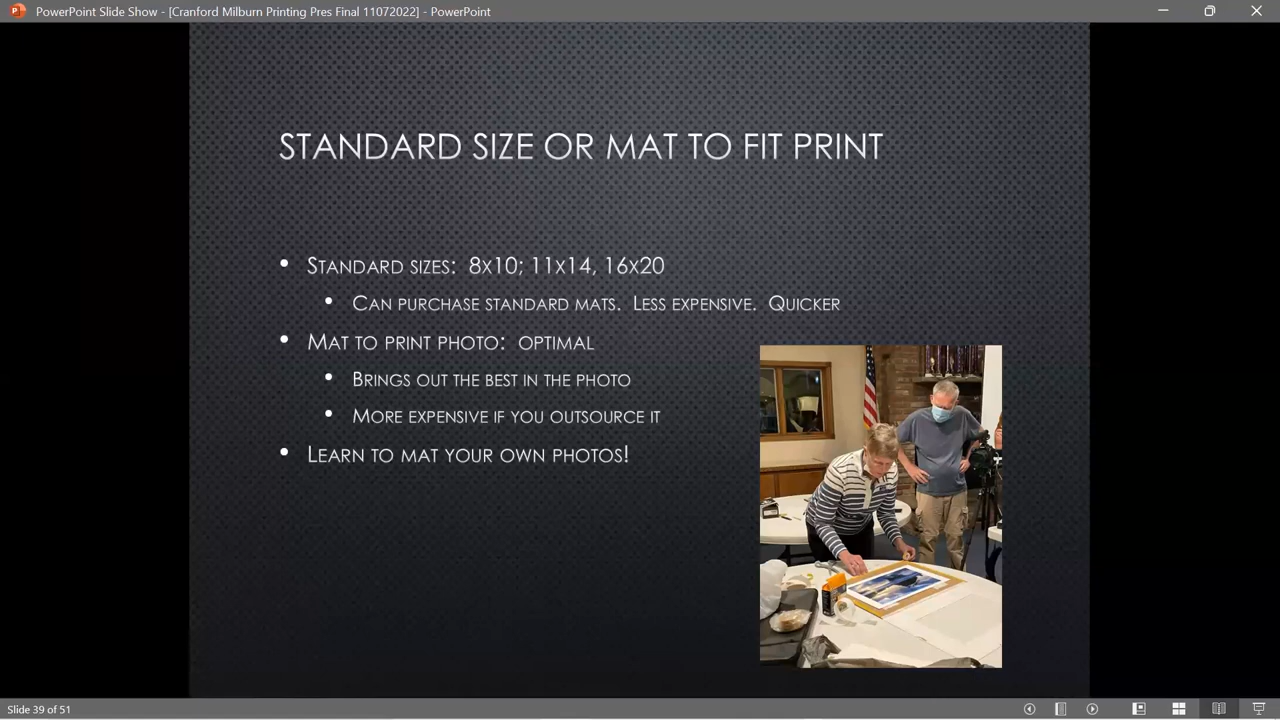 PowerPoint Slide Show - [Cranford Milburn Printing Pres Final 11072022] - PowerPoint
STANDARD SIZE OR MAT TO FIT PRINT
• STANDARD SIZES: 8X10; 11X14, 16X20
• CAN PURCHASE STANDARD MATS. LESS EXPENSIVE. QUICKER
• MAT TO PRINT PHOTO: OPTIMAL
• BRINGS OUT THE BEST IN THE PHOTO
• MORE EXPENSIVE IF YOU OUTSOURCE IT
• LEARN TO MAT YOUR OWN PHOTOS!
Slide 39 of 51